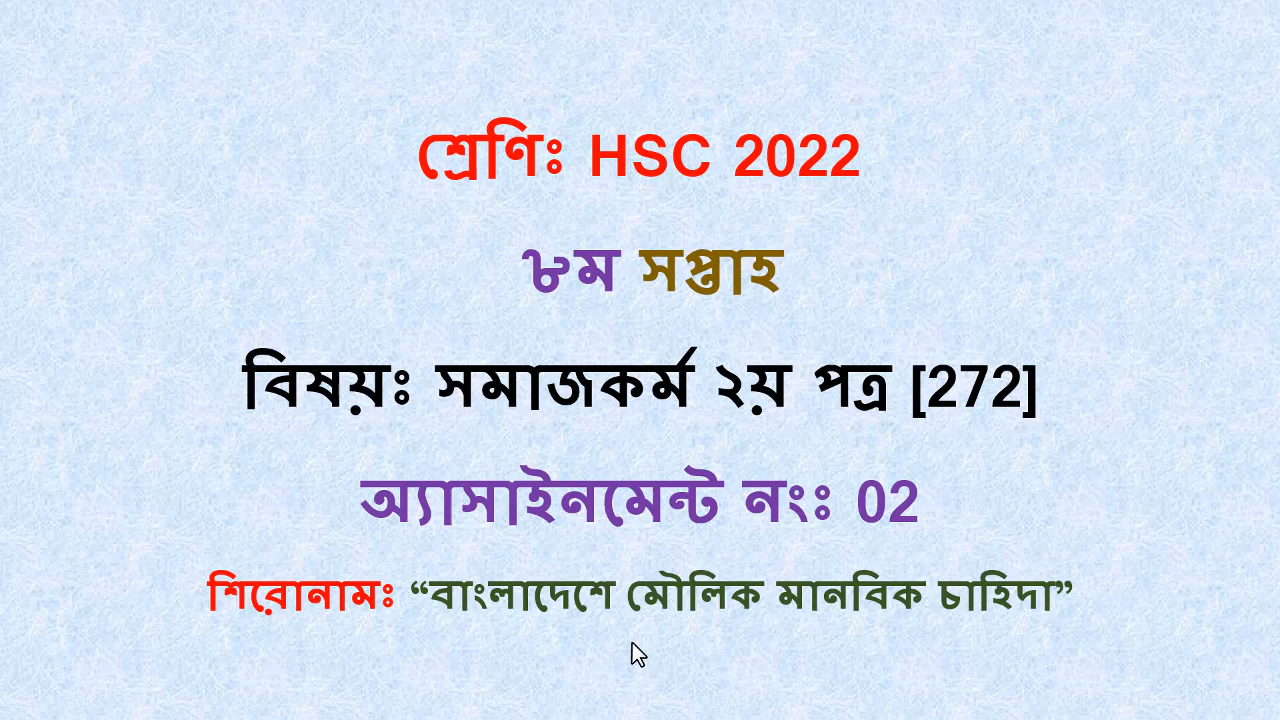 শ্রেণিঃ HSC 2022
৮ম সপ্তাহ
বিষয়ঃ সমাজকর্ম ২য় পত্র [272]
অ্যাসাইনমেন্ট নংঃ 02
শিরোনামঃ “বাংলাদেশে মৌলিক মানবিক চাহিদা”